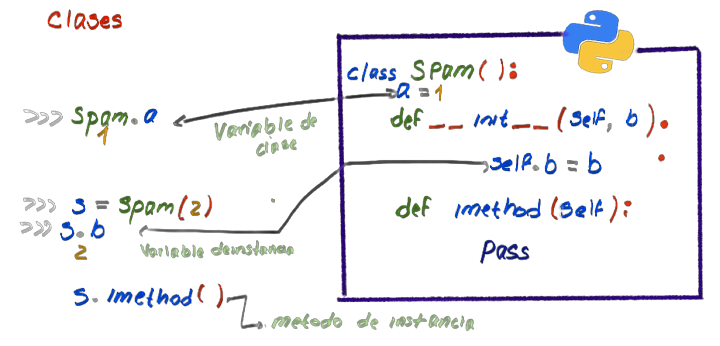 Clases
class Spam():
a = 1
def __init__(self, b):
self.b = b
def imethod(self):
Pass
>>> Spam.a
1
Variable de
clase
>>> S = Spam(2)
>>> S.b
2
Variable deinstancia
S.imethod()
metodo de instancia